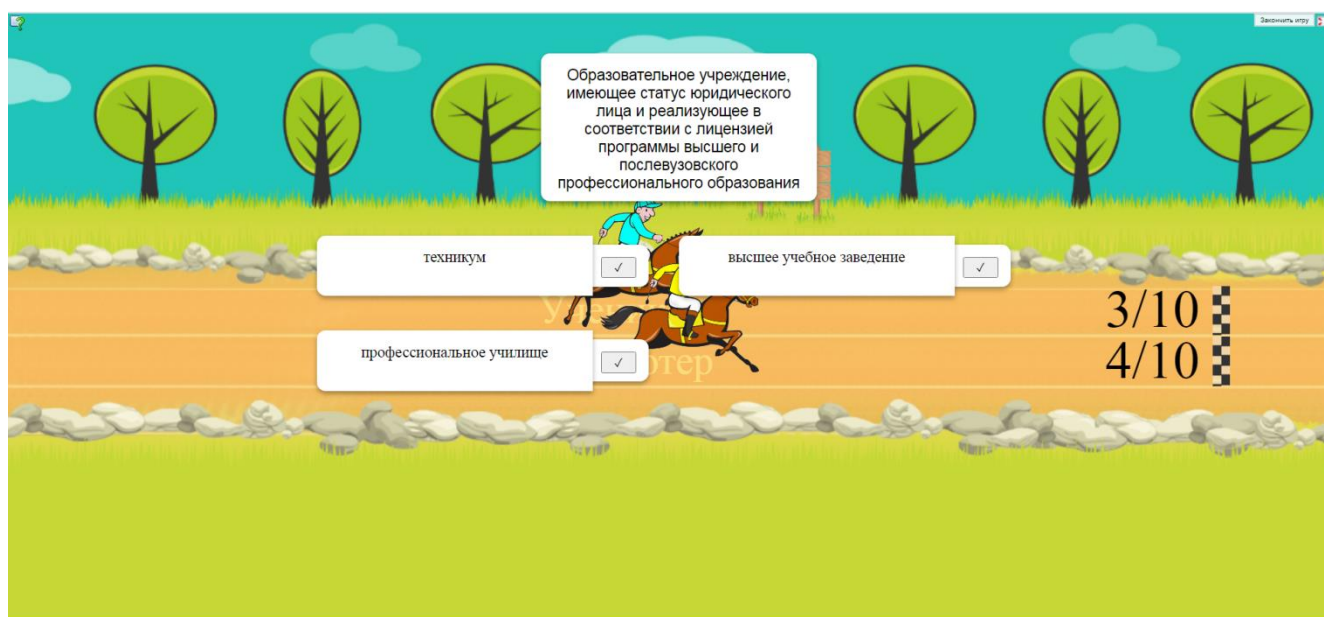 Закончить игру
Образовательное учреждение,
имеющее статус юридического
лица и реализующее в
соответствии с лицензией
программы высшего и
послевузовского
профессионального образования
техникум
✓
высшее учебное заведение
✓
3/10
профессиональное училище
✓
4/10